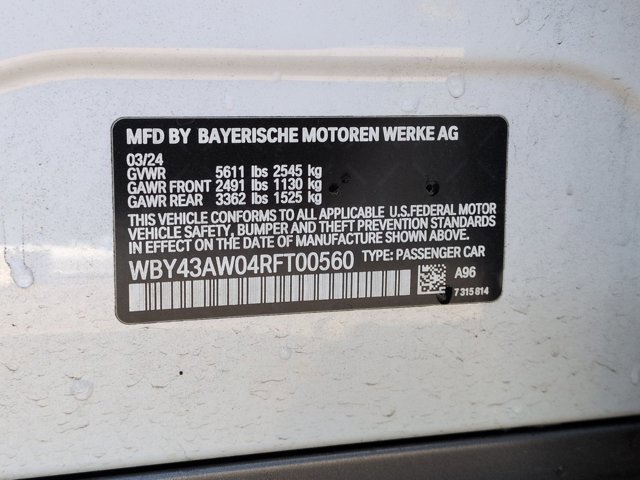 MFD BY BAYERISCHE MOTOREN WERKE AG
03/24
GVWR 5611 lbs 2545 kg
GAWR FRONT 2491 lbs 1130 kg
GAWR REAR 3362 lbs 1525 kg
THIS VEHICLE CONFORMS TO ALL APPLICABLE U.S.FEDERAL MOTOR
VEHICLE SAFETY, BUMPER AND THEFT PREVENTION STANDARDS
IN EFFECT ON THE DATE OF MANUFACTURE SHOWN ABOVE.
WBY43AW04RFT00560 TYPE: PASSENGER CAR
A96
7 315 814